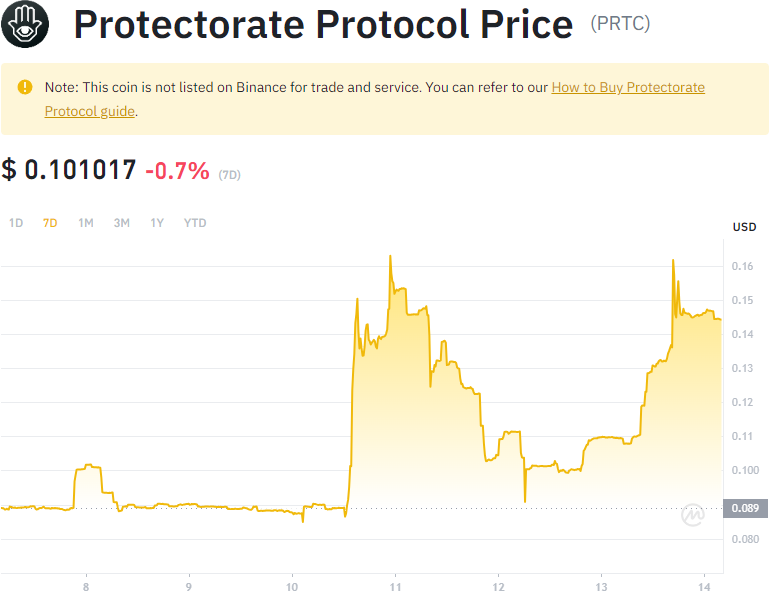 Protectorate Protocol Price (PRTC)
Note: This coin is not listed on Binance for trade and service. You can refer to our How to Buy Protectorate
Protocol guide.
$ 0.101017 -0.7% (7D)
1D 7D 1M 3M 1Y YTD
USD
0.16
0.15
0.14
0.13
0.12
0.11
0.100
0.089
0.080
8 9 10 11 12 13 14